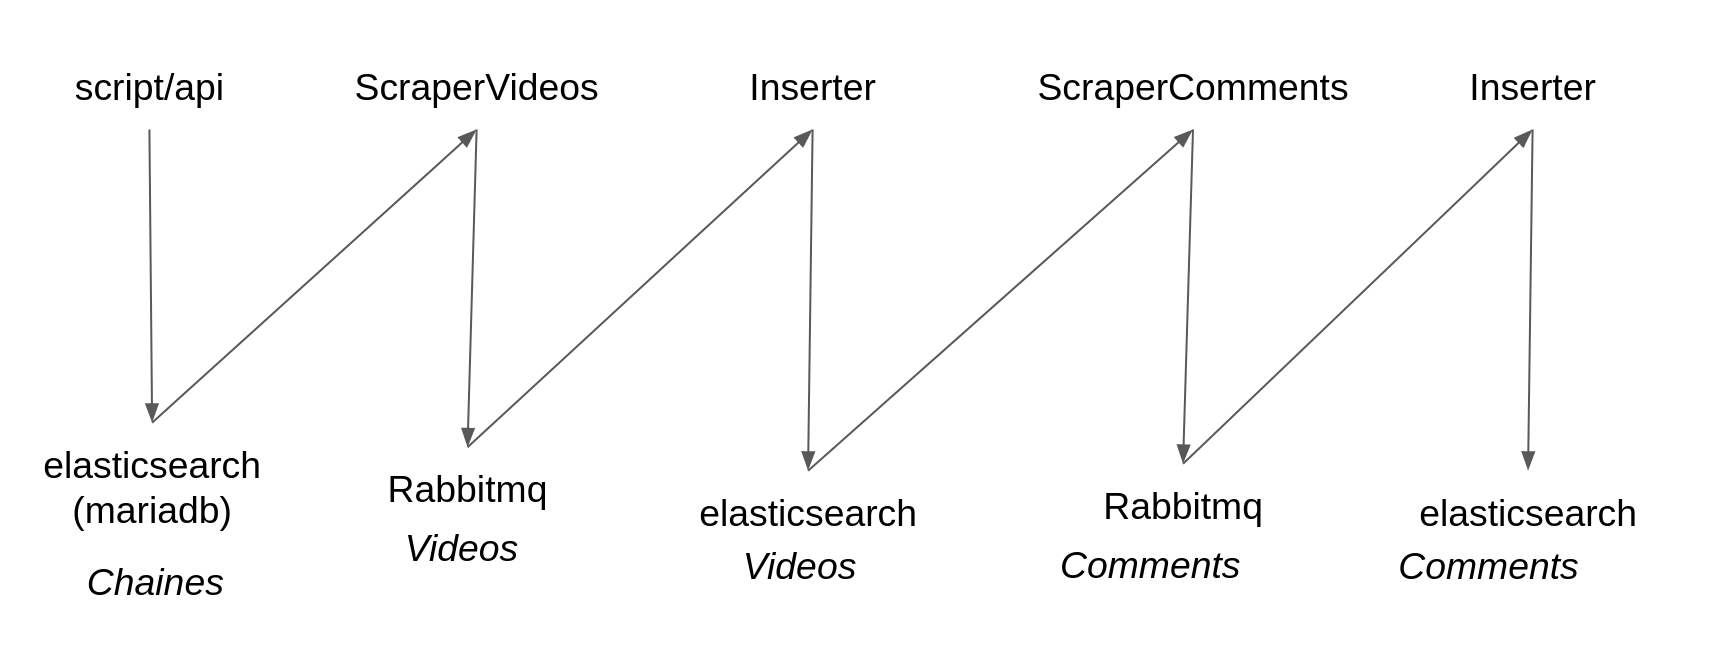 script/api
ScraperVideos
Inserter
ScraperComments
Inserter
elasticsearch
(mariadb)
Chaines
Rabbitmq
Videos
elasticsearch
Videos
Rabbitmq
Comments
elasticsearch
Comments